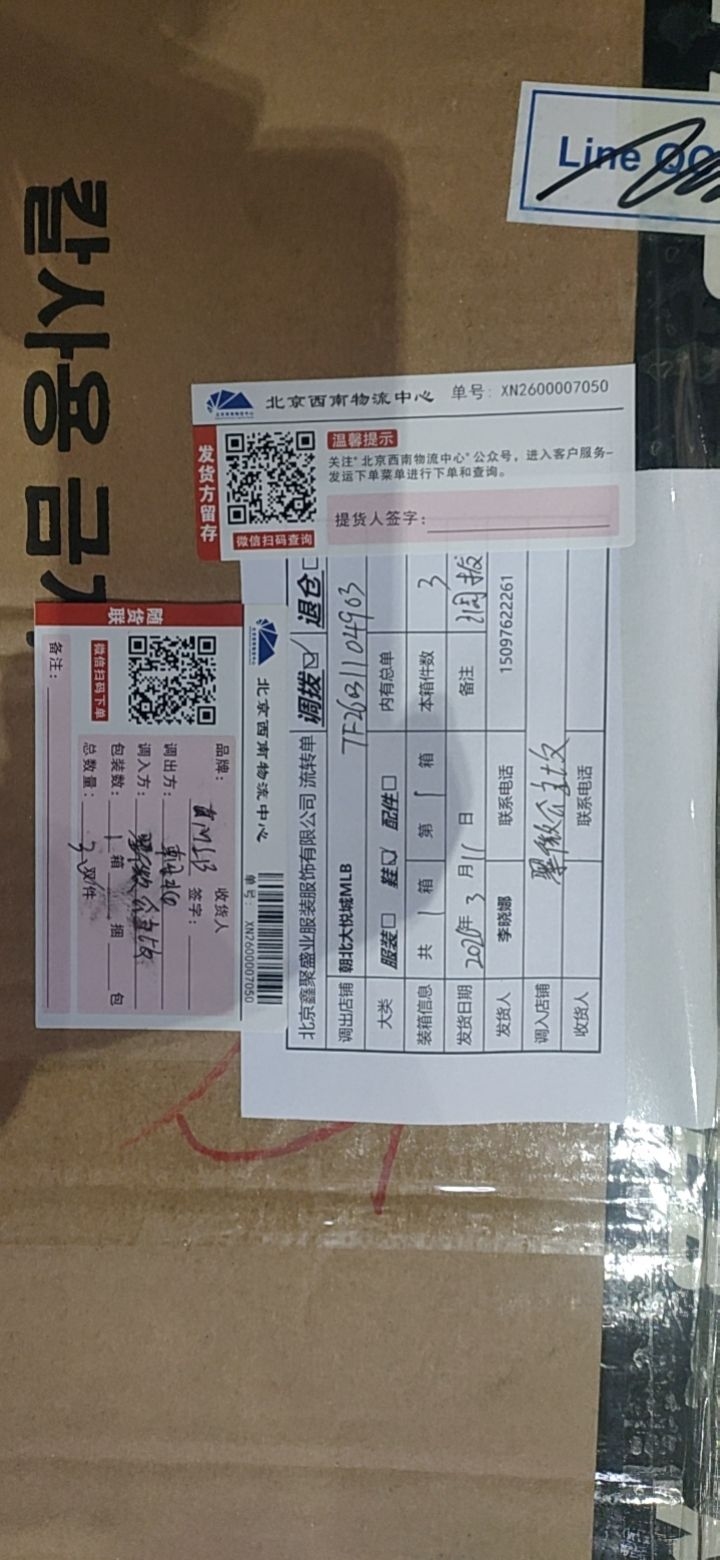 칼사용 금
Line QC
北京西南物流中心 单号: XN2600007050
发货方留存
温馨提示
关注"北京西南物流中心"公众号，进入客户服务-
发运下单菜单进行下单和查询。
微信扫码查询
提货人签字:
北京西南物流中心
单号: XN2600007050
随货联
微信扫码下单
品牌: MLB
收货人
签字:
调出方: 朝北
调入方: 翠微
包装数: 1 箱 捆 包
总数量: 3 双件
备注:
北京鑫聚盛业服装服饰有限公司 流转单 调拨☑ 退仓□
调出店铺 朝北大悦城MLB
大类 服装□ 鞋☑ 配件□ 内有总单
装箱信息 共 1 箱 第 1 箱 本箱件数 3
发货日期 2026年 3 月 11 日 备注 调拨
发货人 李晓娜 联系电话 15097622261
调入店铺 翠微
收货人 联系电话